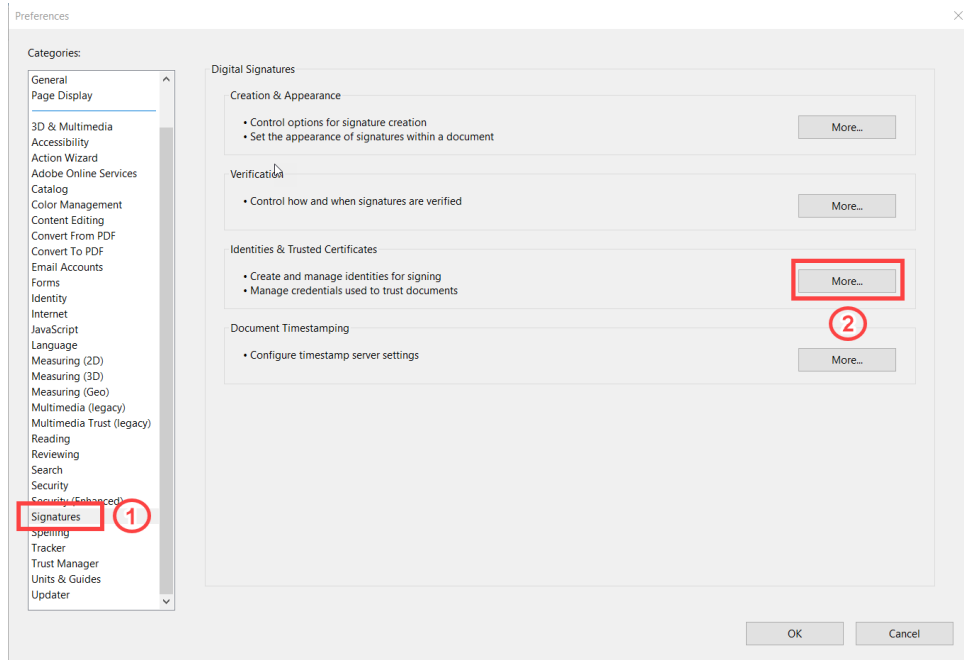 Preferences
Categories:
General
Page Display
3D & Multimedia
Accessibility
Action Wizard
Adobe Online Services
Catalog
Color Management
Content Editing
Convert From PDF
Convert To PDF
Email Accounts
Forms
Identity
Internet
JavaScript
Language
Measuring (2D)
Measuring (3D)
Measuring (Geo)
Multimedia (legacy)
Multimedia Trust (legacy)
Reading
Reviewing
Search
Security
Security (Enhanced)
Signatures
1
Spelling
Tracker
Trust Manager
Units & Guides
Updater
Digital Signatures
Creation & Appearance
• Control options for signature creation
• Set the appearance of signatures within a document
More...
Verification
• Control how and when signatures are verified
More...
Identities & Trusted Certificates
• Create and manage identities for signing
• Manage credentials used to trust documents
More...
2
Document Timestamping
• Configure timestamp server settings
More...
OK
Cancel